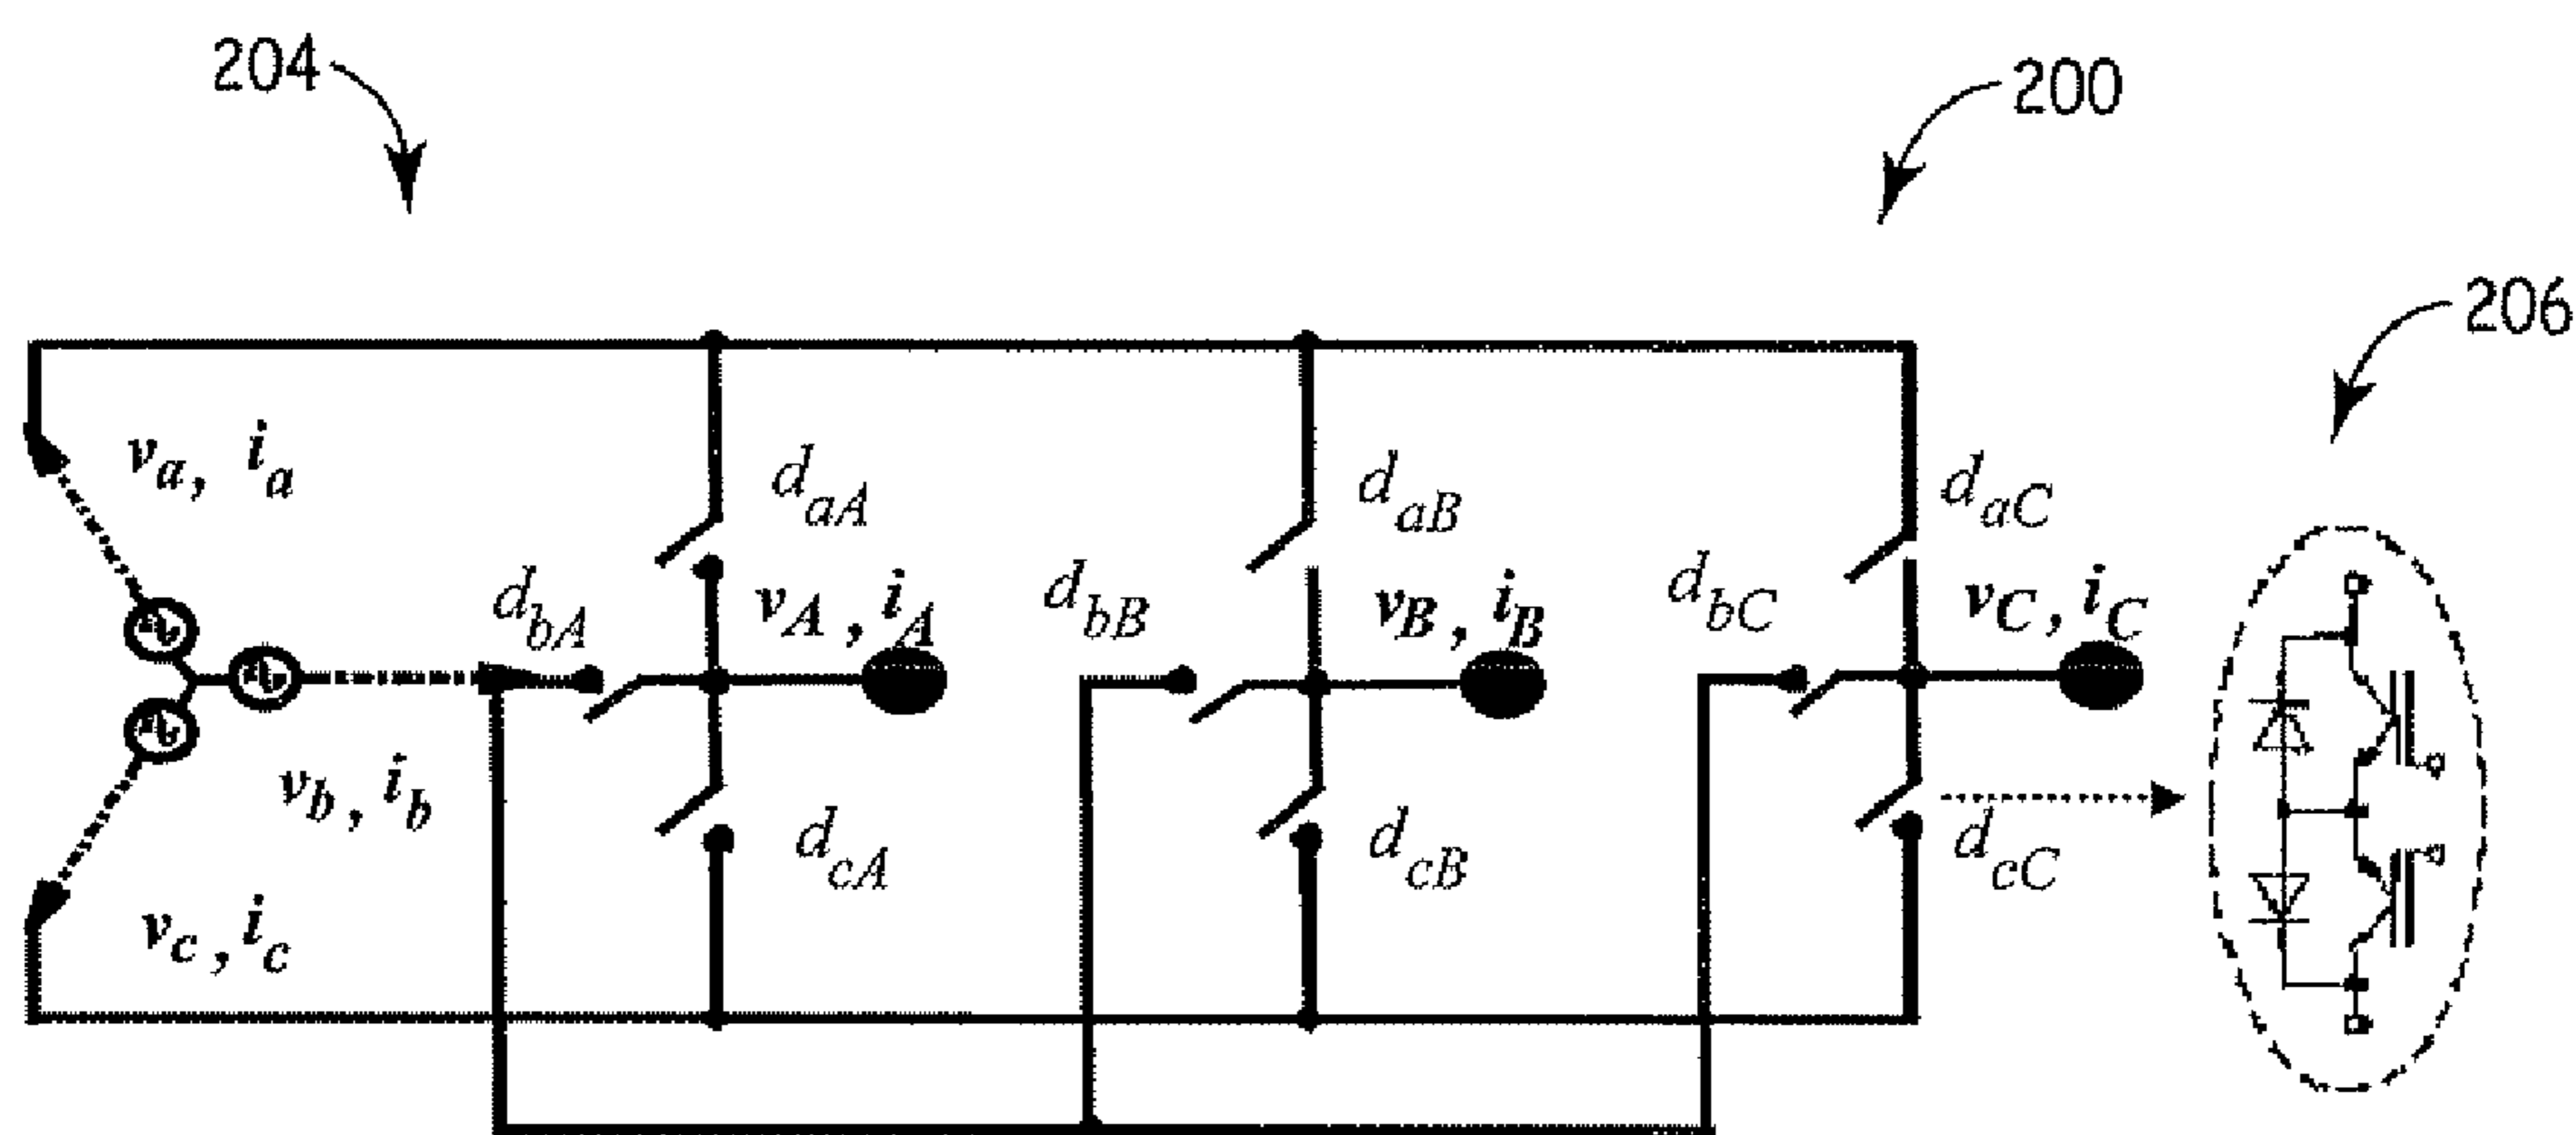 204
200
206
v_a, i_a
d_aA
d_aB
d_aC
d_bA
v_A, i_A
d_bB
v_B, i_B
d_bC
v_C, i_C
v_b, i_b
d_cA
d_cB
d_cC
v_c, i_c